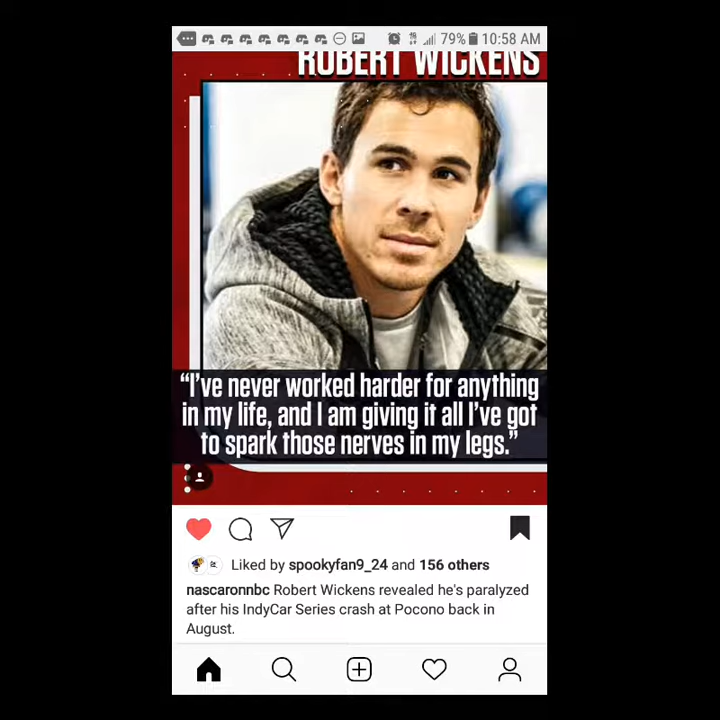 79% 10:58 AM
ROBERT WICKENS
“I’ve never worked harder for anything
in my life, and I am giving it all I’ve got
to spark those nerves in my legs.”
Liked by spookyfan9_24 and 156 others
nascaronnbc Robert Wickens revealed he's paralyzed
after his IndyCar Series crash at Pocono back in
August.